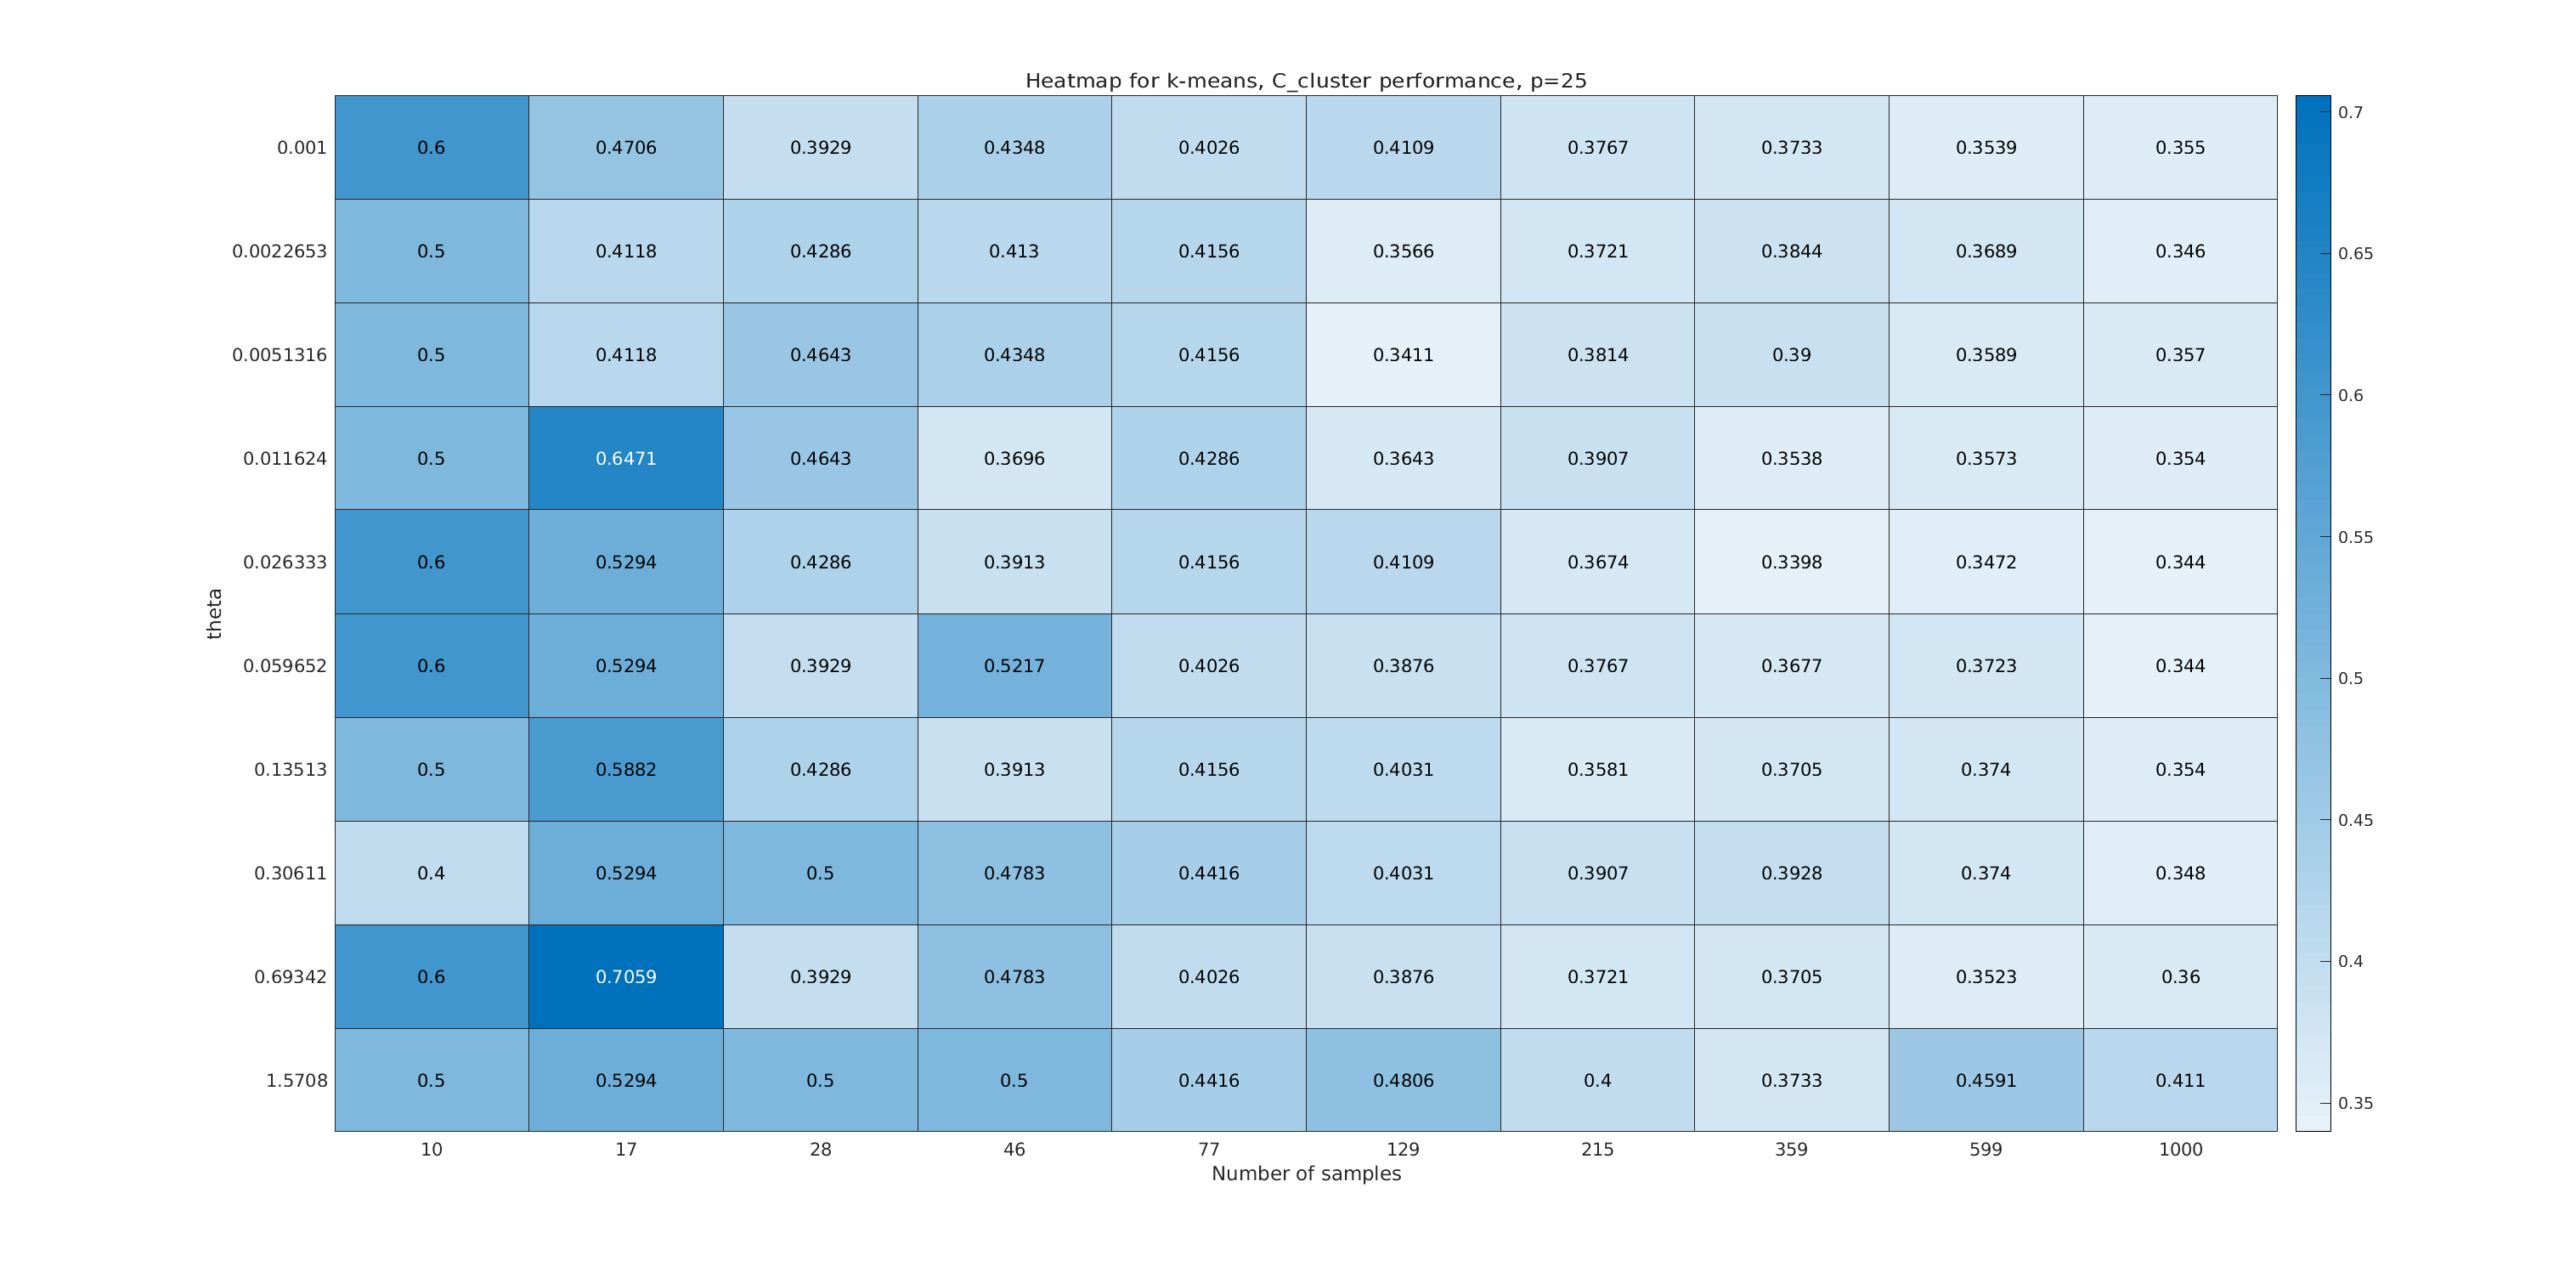 Heatmap for k-means, C_cluster performance, p=25
0.001 0.6 0.4706 0.3929 0.4348 0.4026 0.4109 0.3767 0.3733 0.3539 0.355
0.0022653 0.5 0.4118 0.4286 0.413 0.4156 0.3566 0.3721 0.3844 0.3689 0.346
0.0051316 0.5 0.4118 0.4643 0.4348 0.4156 0.3411 0.3814 0.39 0.3589 0.357
0.011624 0.5 0.6471 0.4643 0.3696 0.4286 0.3643 0.3907 0.3538 0.3573 0.354
0.026333 0.6 0.5294 0.4286 0.3913 0.4156 0.4109 0.3674 0.3398 0.3472 0.344
0.059652 0.6 0.5294 0.3929 0.5217 0.4026 0.3876 0.3767 0.3677 0.3723 0.344
0.13513 0.5 0.5882 0.4286 0.3913 0.4156 0.4031 0.3581 0.3705 0.374 0.354
0.30611 0.4 0.5294 0.5 0.4783 0.4416 0.4031 0.3907 0.3928 0.374 0.348
0.69342 0.6 0.7059 0.3929 0.4783 0.4026 0.3876 0.3721 0.3705 0.3523 0.36
1.5708 0.5 0.5294 0.5 0.5 0.4416 0.4806 0.4 0.3733 0.4591 0.411
10 17 28 46 77 129 215 359 599 1000
Number of samples
theta
0.7
0.65
0.6
0.55
0.5
0.45
0.4
0.35